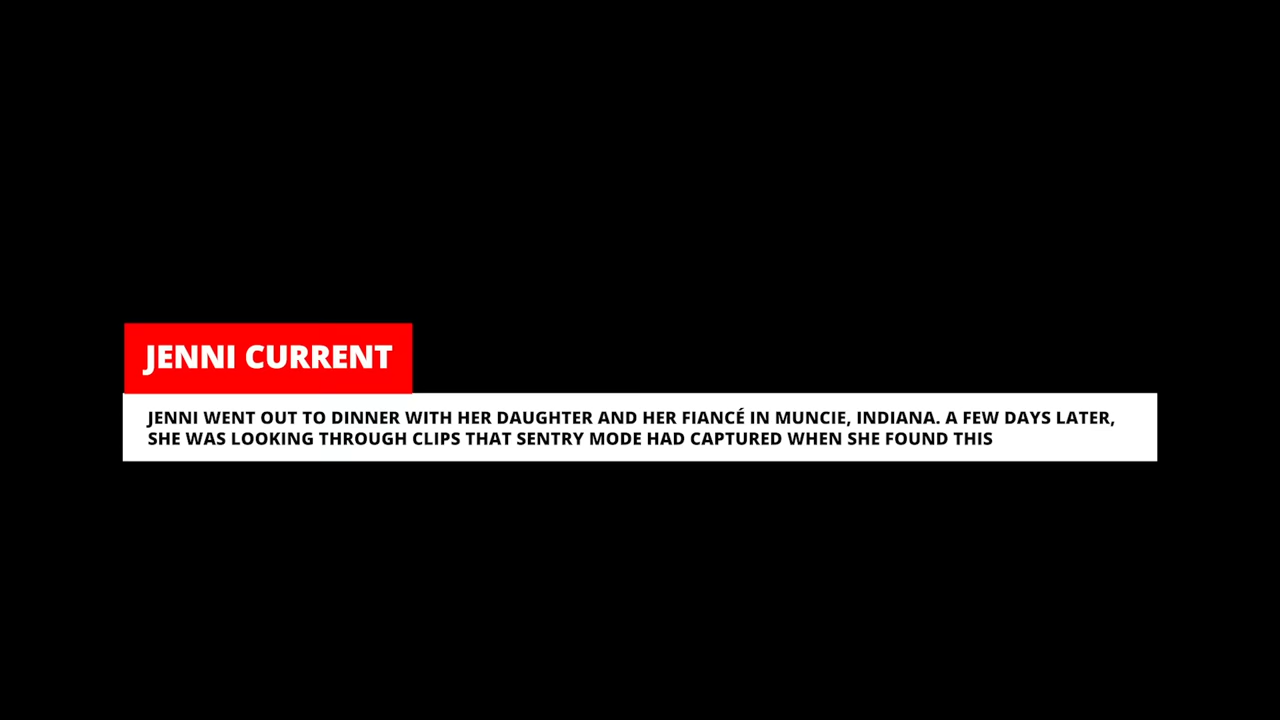 JENNI CURRENT
JENNI WENT OUT TO DINNER WITH HER DAUGHTER AND HER FIANCÉ IN MUNCIE, INDIANA. A FEW DAYS LATER,
SHE WAS LOOKING THROUGH CLIPS THAT SENTRY MODE HAD CAPTURED WHEN SHE FOUND THIS